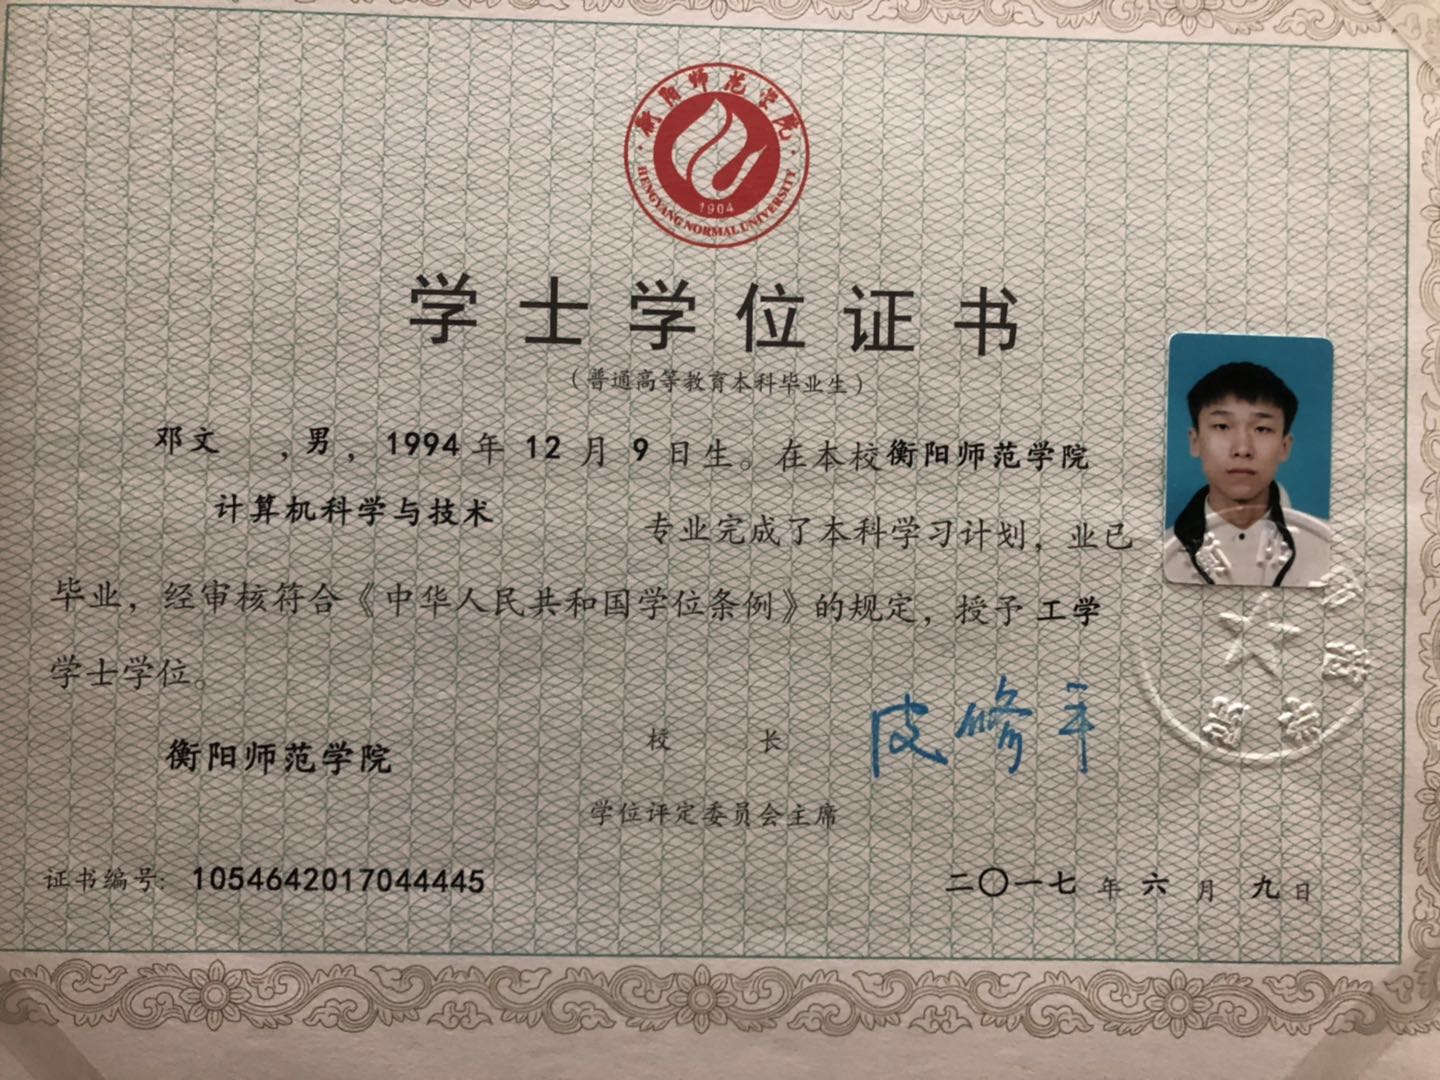 衡阳师范学院
HENGYANG NORMAL UNIVERSITY
1904
学士学位证书
（普通高等教育本科毕业生）
邓文 ，男，1994 年 12 月 9 日生。在本校衡阳师范学院
计算机科学与技术 专业完成了本科学习计划，业已
毕业，经审核符合《中华人民共和国学位条例》的规定，授予 工学
学士学位。
衡阳师范学院
校 长 皮修平
学位评定委员会主席
证书编号: 1054642017044445
二〇一七 年 六 月 九 日